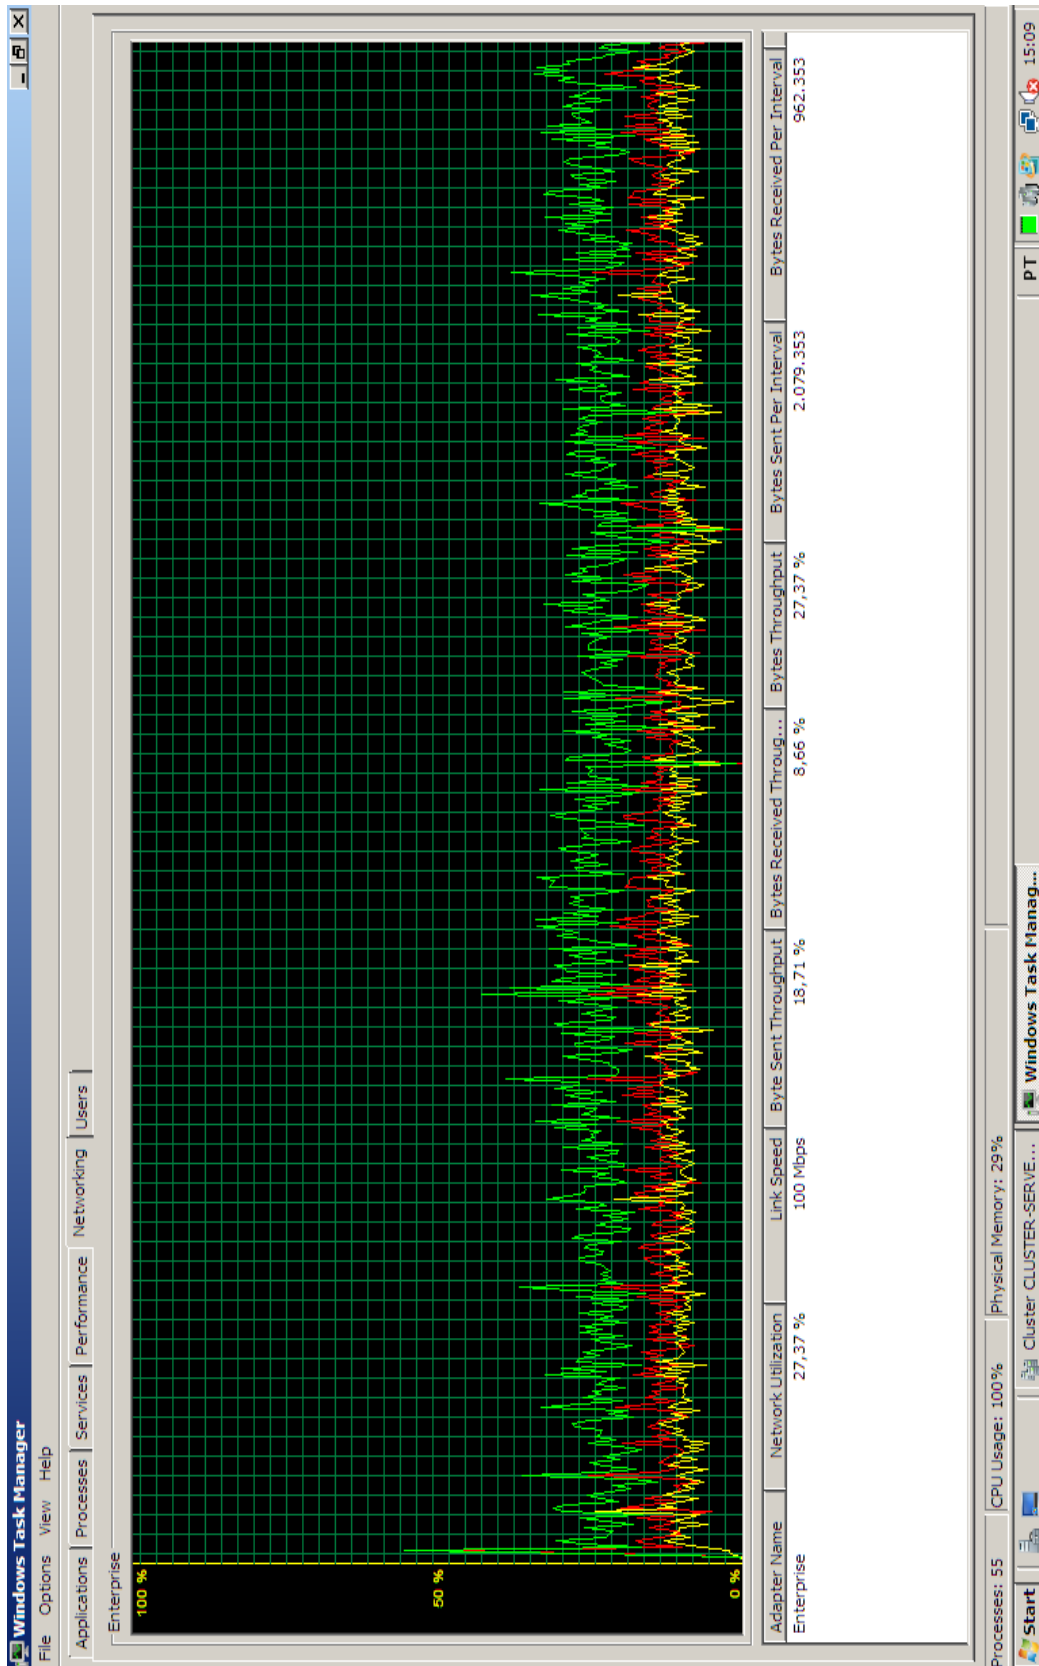 Windows Task Manager
File Options View Help
Applications Processes Services Performance Networking Users
Enterprise
100 %
50 %
0 %
Adapter Name Network Utilization Link Speed Byte Sent Throughput Bytes Received Throug... Bytes Throughput Bytes Sent Per Interval Bytes Received Per Interval
Enterprise 27,37 % 100 Mbps 18,71 % 8,66 % 27,37 % 2.079.353 962.353
Processes: 55 CPU Usage: 100% Physical Memory: 29%
Start Cluster CLUSTER-SERVE... Windows Task Manag... PT 15:09